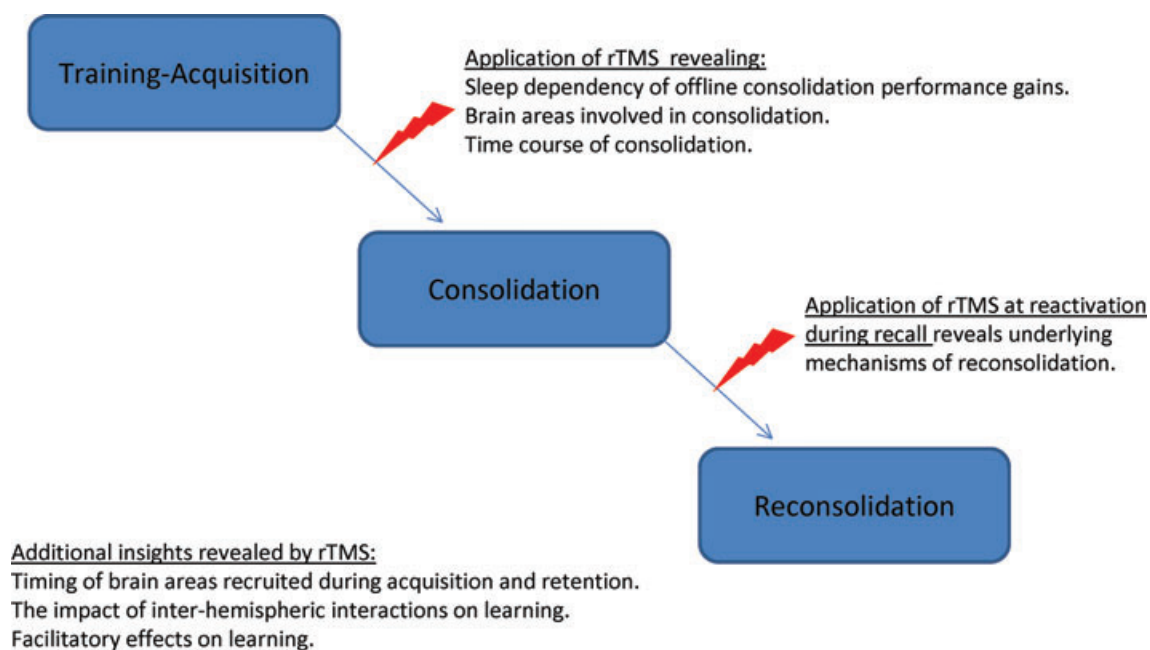 Training-Acquisition
Application of rTMS revealing:
Sleep dependency of offline consolidation performance gains.
Brain areas involved in consolidation.
Time course of consolidation.
Consolidation
Application of rTMS at reactivation
during recall reveals underlying
mechanisms of reconsolidation.
Reconsolidation
Additional insights revealed by rTMS:
Timing of brain areas recruited during acquisition and retention.
The impact of inter-hemispheric interactions on learning.
Facilitatory effects on learning.